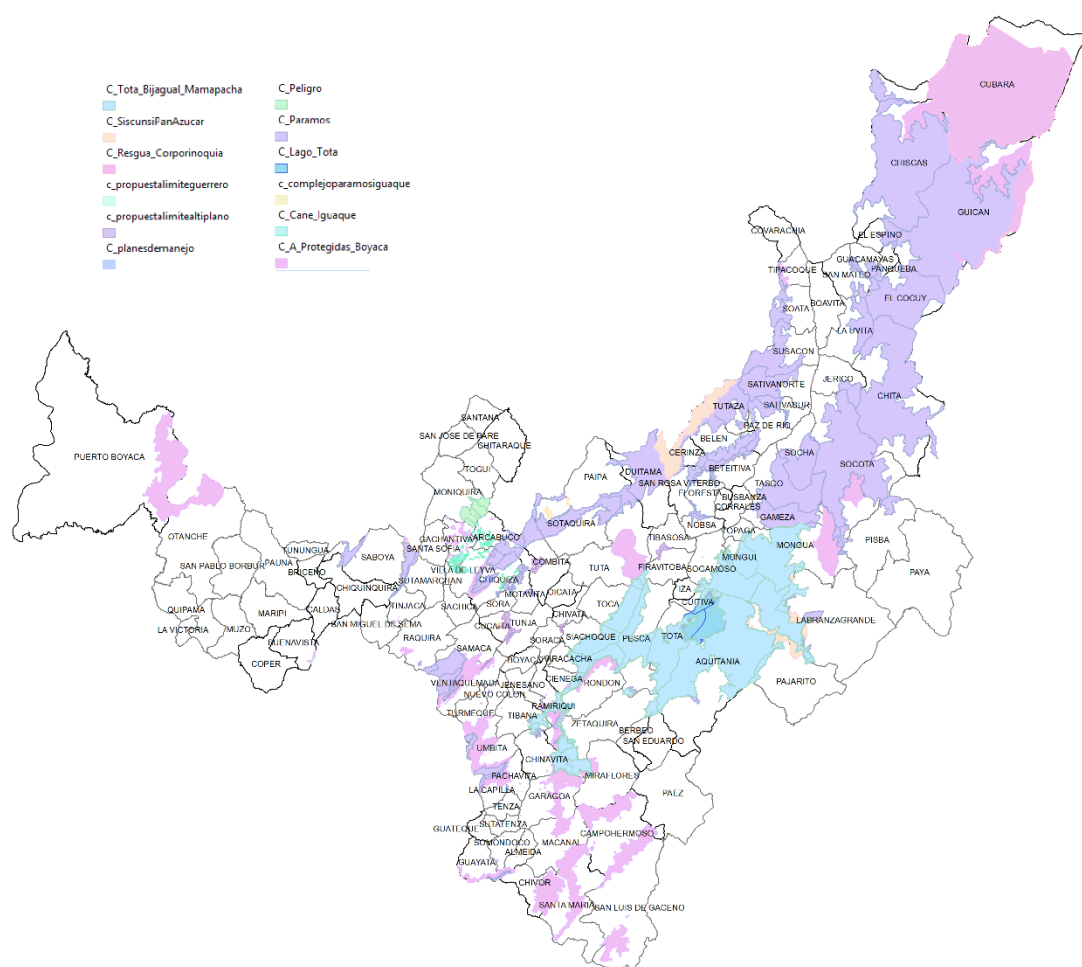 C_Tota_Bijagual_Mamapacha
C_SiscunsiPanAzucar
C_Resgua_Corporinoquia
c_propuestalimiteguerrero
c_propuestalimitealtiplano
C_planesdemanejo
C_Peligro
C_Paramos
C_Lago_Tota
c_complejoparamosiguaque
C_Cane_Iguaque
C_A_Protegidas_Boyaca
CUBARA
CHISCAS
GUICAN
COVARACHIA
EL ESPINO
GUACAMAYAS
TIPACOQUE
SAN MATEO
PANQUEBA
EL COCUY
SOATA
BOAVITA
LA UVITA
SUSACON
JERICO
SATIVANORTE
CHITA
TUTAZA
SATIVASUR
PAZ DE RIO
SANTANA
SAN JOSE DE PARE
CHITARAQUE
BELEN
CERINZA
SOCHA
PUERTO BOYACA
TOGUI
DUITAMA
BETEITIVA
SOCOTA
PAIPA
SAN ROSA VITERBO
TASCO
FLORESTA
MONIQUIRA
BUSBANZA
CORRALES
GAMEZA
SOTAQUIRA
NOBSA
TOPAGA
OTANCHE
GACHANTIVA
ARCABUCO
TIBASOSA
MONGUA
PISBA
TUNUNGUA
SABOYA
SANTA SOFIA
COMBITA
MONGUI
SAN PABLO BORBUR
PAUNA
BRICEÑO
VILLA DE LEYVA
TUTA
FIRAVITOBA
SOGAMOSO
PAYA
CHIQUINQUIRA
SUTAMARCHAN
CHIQUIZA
MOTAVITA
OICATA
IZA
QUIPAMA
MARIPI
CALDAS
TINJACA
SACHICA
SORA
CHIVATA
TOCA
CUITIVA
LA VICTORIA
MUZO
SAN MIGUEL DE SEMA
CUCAITA
TUNJA
LABRANZAGRANDE
BUENAVISTA
RAQUIRA
SORACA
SIACHOQUE
PESCA
TOTA
COPER
SAMACA
BOYACA
VIRACACHA
AQUITANIA
CIENEGA
VENTAQUEMADA
JENESANO
RONDON
PAJARITO
NUEVO COLON
TURMEQUE
TIBANA
RAMIRIQUI
ZETAQUIRA
BERBEO
SAN EDUARDO
UMBITA
CHINAVITA
PACHAVITA
MIRAFLORES
LA CAPILLA
GARAGOA
PAEZ
TENZA
SUTATENZA
GUATEQUE
SOMONDOCO
MACANAL
CAMPOHERMOSO
ALMEIDA
GUAYATA
CHIVOR
SANTA MARIA
SAN LUIS DE GACENO